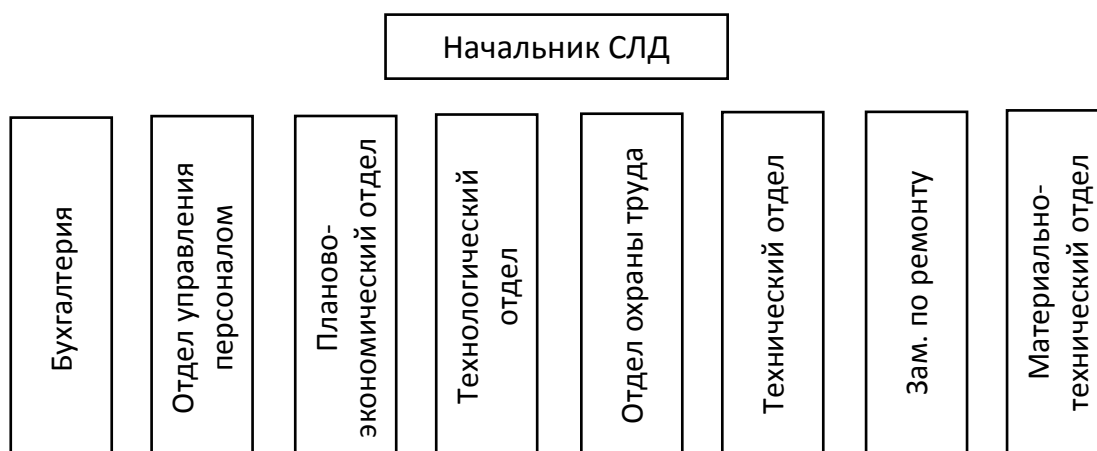 Начальник СЛД
Бухгалтерия
Отдел управления
персоналом
Планово-
экономический отдел
Технологический
отдел
Отдел охраны труда
Технический отдел
Зам. по ремонту
Материально-
технический отдел